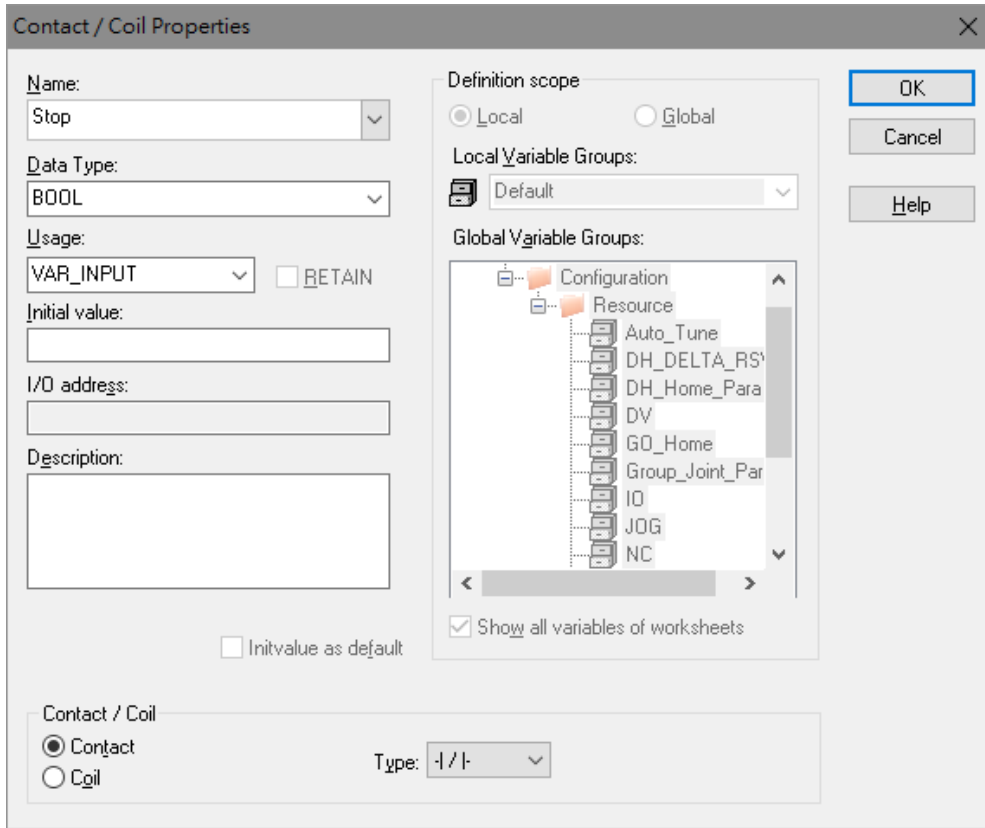 Contact / Coil Properties
Name:
Stop
Data Type:
BOOL
Usage:
VAR_INPUT
RETAIN
Initial value:
I/O address:
Description:
Initvalue as default
Definition scope
Local
Global
Local Variable Groups:
Default
Global Variable Groups:
Configuration
Resource
Auto_Tune
DH_DELTA_RS
DH_Home_Para
DV
GO_Home
Group_Joint_Par
IO
JOG
NC
Show all variables of worksheets
OK
Cancel
Help
Contact / Coil
Contact
Coil
Type:
-| / |-